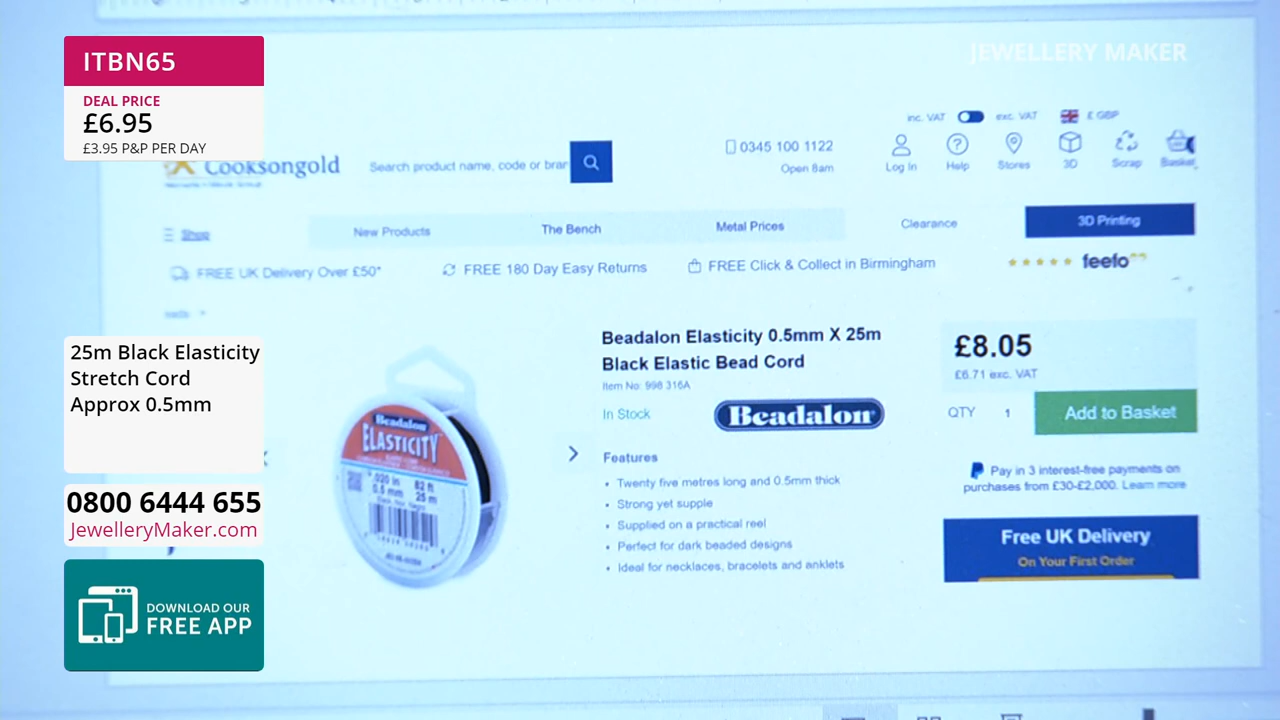 ITBN65
DEAL PRICE
£6.95
£3.95 P&P PER DAY
JEWELLERY MAKER
inc. VAT
exc. VAT
£ GBP
Cooksongold
Search product name, code or bran
0345 100 1122
Open 8am
Log In
Help
Stores
3D
Scrap
Basket
Shop
New Products
The Bench
Metal Prices
Clearance
3D Printing
FREE UK Delivery Over £50*
FREE 180 Day Easy Returns
FREE Click & Collect in Birmingham
feefo
Beadalon Elasticity 0.5mm X 25m
Black Elastic Bead Cord
Item No: 998 316A
In Stock
Beadalon
£8.05
£6.71 exc. VAT
QTY
1
Add to Basket
Features
Twenty five metres long and 0.5mm thick
Strong yet supple
Supplied on a practical reel
Perfect for dark beaded designs
Ideal for necklaces, bracelets and anklets
Pay in 3 interest-free payments on
purchases from £30-£2,000. Learn more
Free UK Delivery
On Your First Order
Beadalon
ELASTICITY
.020 in 82 ft
0.5 mm 25 m
25m Black Elasticity
Stretch Cord
Approx 0.5mm
0800 6444 655
JewelleryMaker.com
DOWNLOAD OUR
FREE APP